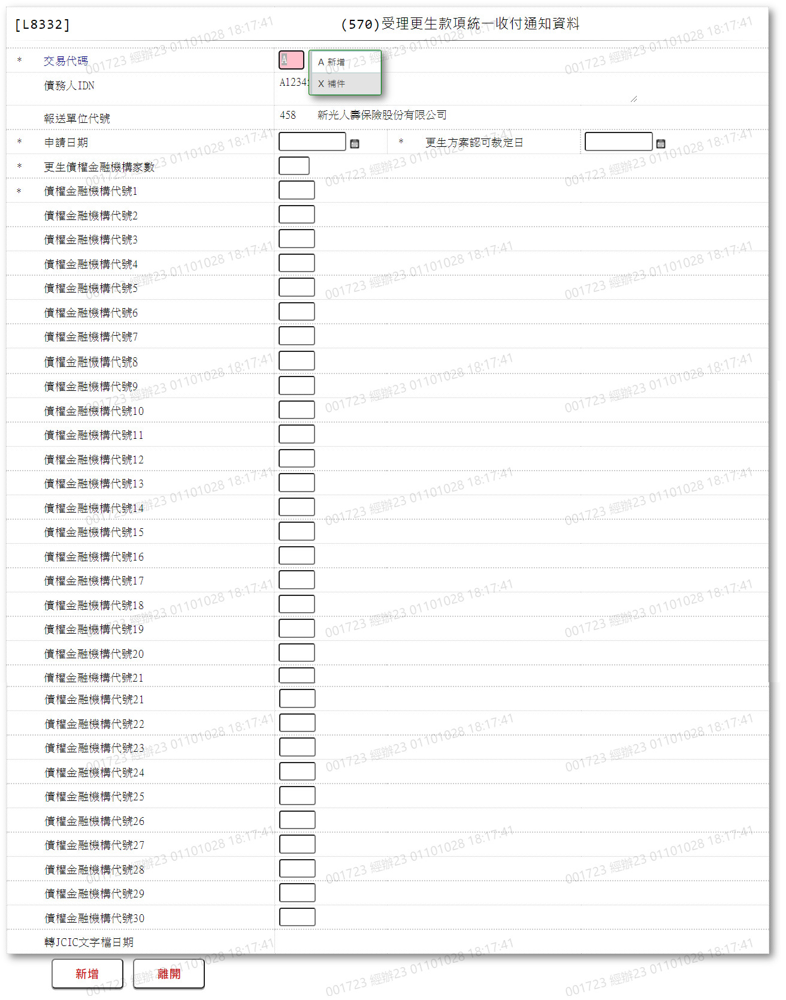 [L8332] (570)受理更生款項統一收付通知資料
* 交易代碼 A
A 新增
X 補件
債務人IDN A1234
報送單位代號 458 新光人壽保險股份有限公司
* 申請日期 * 更生方案認可裁定日
* 更生債權金融機構家數
* 債權金融機構代號1
債權金融機構代號2
債權金融機構代號3
債權金融機構代號4
債權金融機構代號5
債權金融機構代號6
債權金融機構代號7
債權金融機構代號8
債權金融機構代號9
債權金融機構代號10
債權金融機構代號11
債權金融機構代號12
債權金融機構代號13
債權金融機構代號14
債權金融機構代號15
債權金融機構代號16
債權金融機構代號17
債權金融機構代號18
債權金融機構代號19
債權金融機構代號20
債權金融機構代號21
債權金融機構代號21
債權金融機構代號22
債權金融機構代號23
債權金融機構代號24
債權金融機構代號25
債權金融機構代號26
債權金融機構代號27
債權金融機構代號28
債權金融機構代號29
債權金融機構代號30
轉JCIC文字檔日期
新增 離開
001723 經辦23 01101028 18:17:41